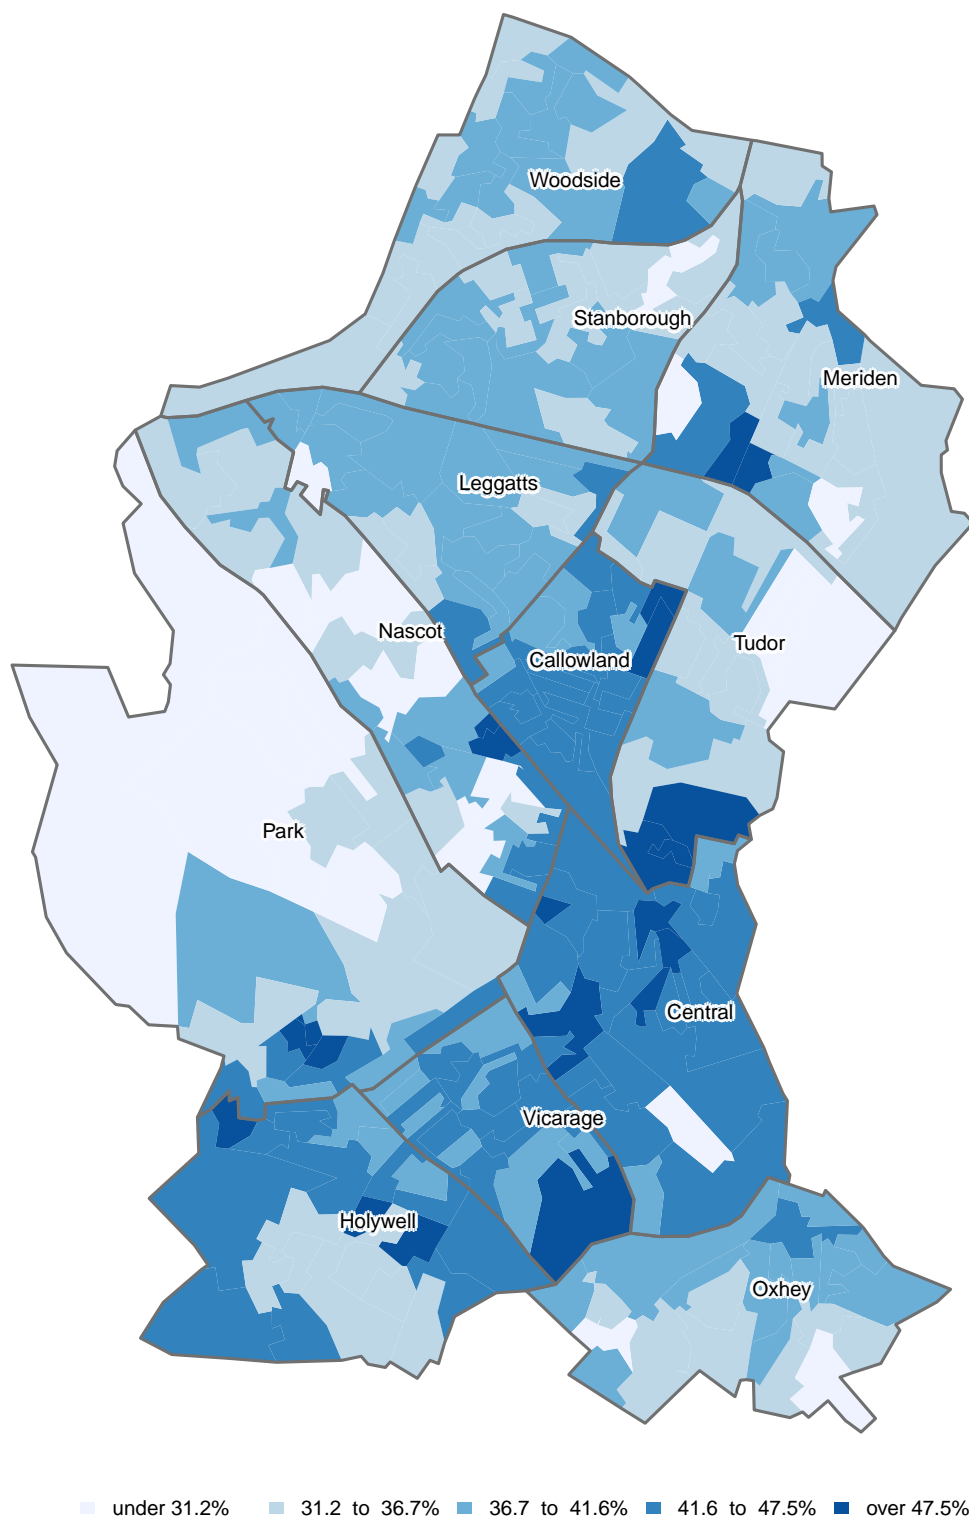 Woodside
Stanborough
Meriden
Leggatts
Nascot
Tudor
Callowland
Park
Central
Vicarage
Holywell
Oxhey
under 31.2%
31.2 to 36.7%
36.7 to 41.6%
41.6 to 47.5%
over 47.5%